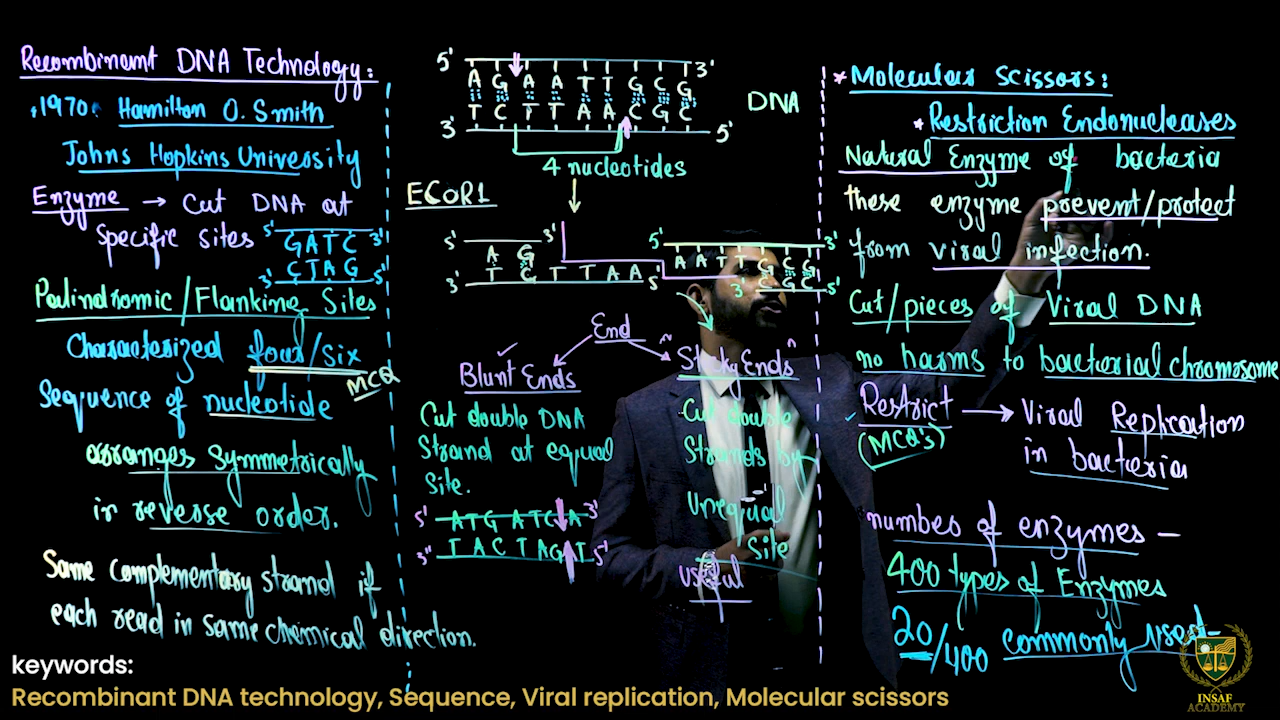 Recombinant DNA Technology:
1970: Hamilton O. Smith
Johns Hopkins University
Enzyme → Cut DNA at
specific sites
5' 3'
GATC
CTAG
3' 5'
Palindromic/Flanking Sites
Characterized four/six
MCQ
Sequence of nucleotide
arranges symmetrically
in reverse order.
Same complementary strand if
each read in same chemical direction.
5' 3'
A G A A T T G C G
T C T T A A C G C
3' 5'
DNA
4 nucleotides
ECOR1
5' 3'
A G
T C T T A A
3'
5' 3'
A A T T G C G
C G C
3' 5'
End
Blunt Ends
Cut double DNA
Strand at equal
Site.
5' ATG ATC A 3'
3' TAC TAG AT 5'
"Sticky Ends"
Cut double
Strands by
Unequal
Site
useful
* Molecular Scissors:
* Restriction Endonucleases
Natural Enzyme of bacteria
these enzyme prevent/protect
from viral infection.
Cut/pieces of Viral DNA
no harms to bacterial chromosome
Restrict → Viral Replication
(MCQ's)
in bacteria
number of enzymes –
400 types of Enzymes
20/400 commonly used
keywords:
Recombinant DNA technology, Sequence, Viral replication, Molecular scissors
INSAF
ACADEMY